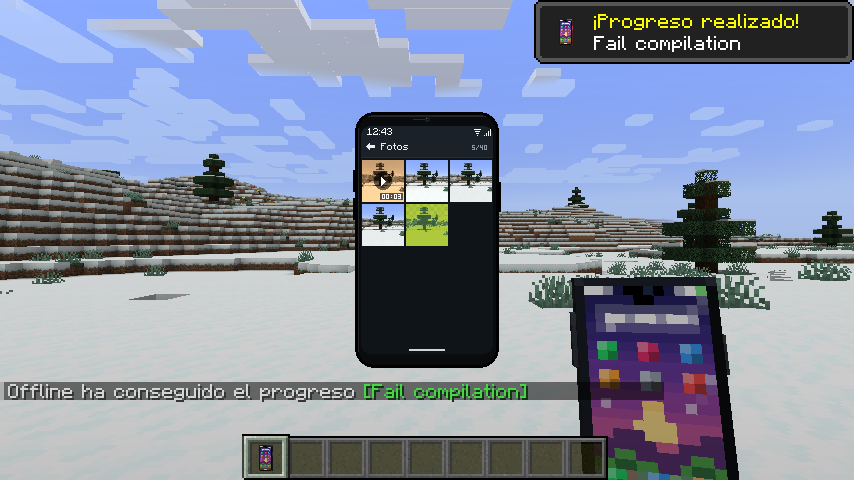 ¡Progreso realizado!
Fail compilation
12:43
Fotos
5/40
00:03
Offline ha conseguido el progreso [Fail compilation]